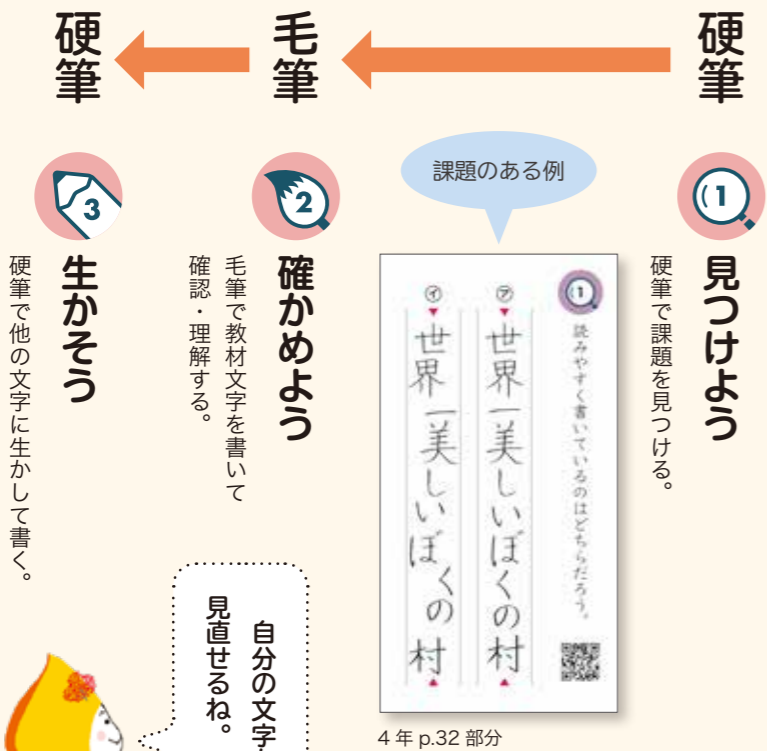 硬筆
1
見つけよう
硬筆で課題を見つける。
課題のある例
1
読みやすく書いているのはどちらだろう。
㋐
世界一美しいぼくの村
㋑
世界一美しいぼくの村
4年 p.32 部分
毛筆
2
確かめよう
毛筆で教材文字を書いて
確認・理解する。
自分の文字
見直せるね。
硬筆
3
生かそう
硬筆で他の文字に生かして書く。